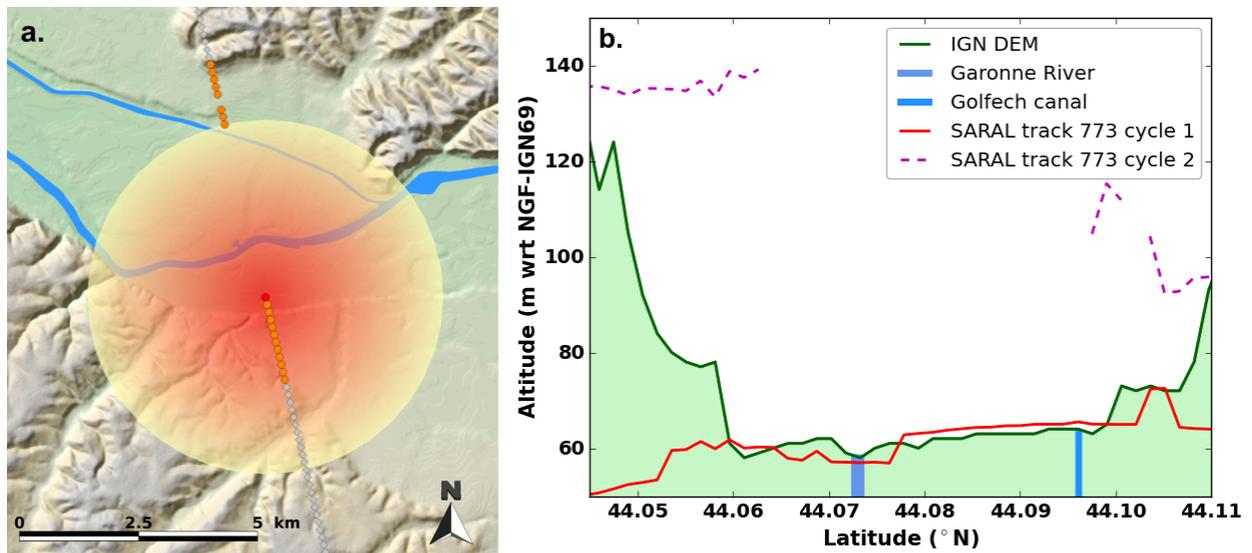 a.
N
0 2.5 5 km
b.
IGN DEM
Garonne River
Golfech canal
SARAL track 773 cycle 1
SARAL track 773 cycle 2
Altitude (m wrt NGF-IGN69)
140
120
100
80
60
44.05 44.06 44.07 44.08 44.09 44.10 44.11
Latitude (°N)